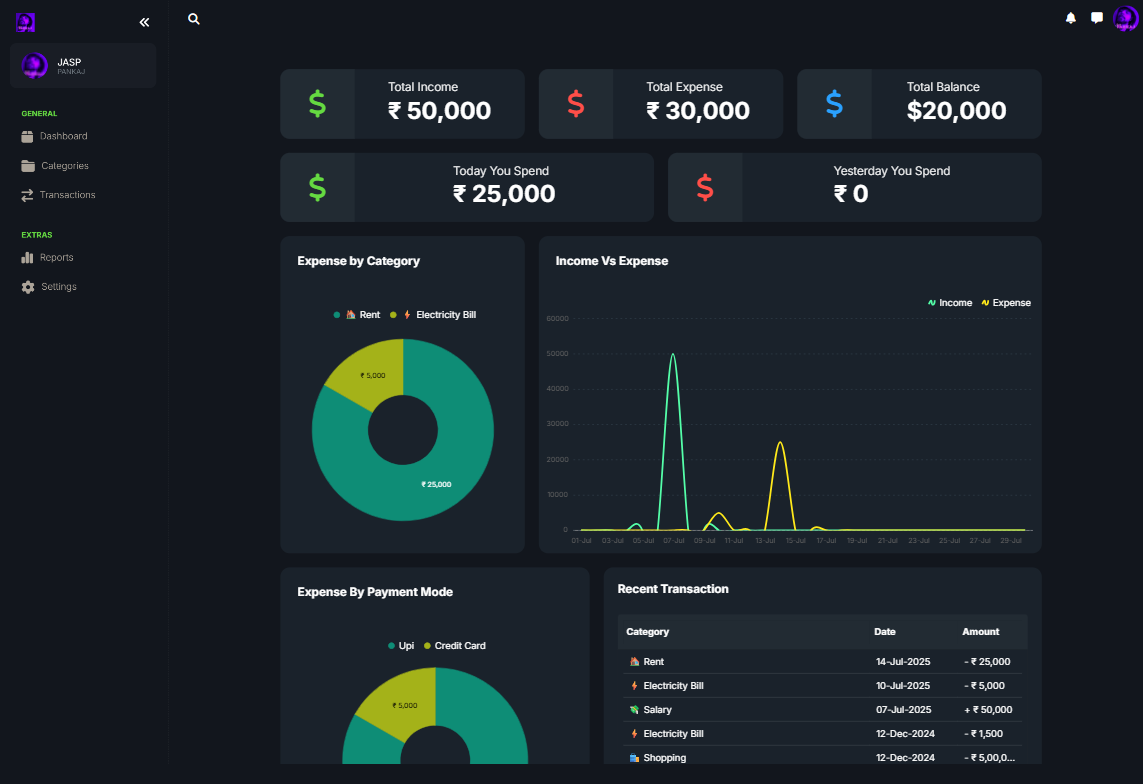 JASP
PANKAJ
GENERAL
Dashboard
Categories
Transactions
EXTRAS
Reports
Settings
Total Income
₹ 50,000
Total Expense
₹ 30,000
Total Balance
$20,000
Today You Spend
₹ 25,000
Yesterday You Spend
₹ 0
Expense by Category
Rent Electricity Bill
₹ 5,000
₹ 25,000
Income Vs Expense
Income Expense
60000
50000
40000
30000
20000
10000
0
01-Jul 03-Jul 05-Jul 07-Jul 09-Jul 11-Jul 13-Jul 15-Jul 17-Jul 19-Jul 21-Jul 23-Jul 25-Jul 27-Jul 29-Jul
Expense By Payment Mode
Upi Credit Card
₹ 5,000
Recent Transaction
Category Date Amount
Rent 14-Jul-2025 - ₹ 25,000
Electricity Bill 10-Jul-2025 - ₹ 5,000
Salary 07-Jul-2025 + ₹ 50,000
Electricity Bill 12-Dec-2024 - ₹ 1,500
Shopping 12-Dec-2024 - ₹ 5,00,0...